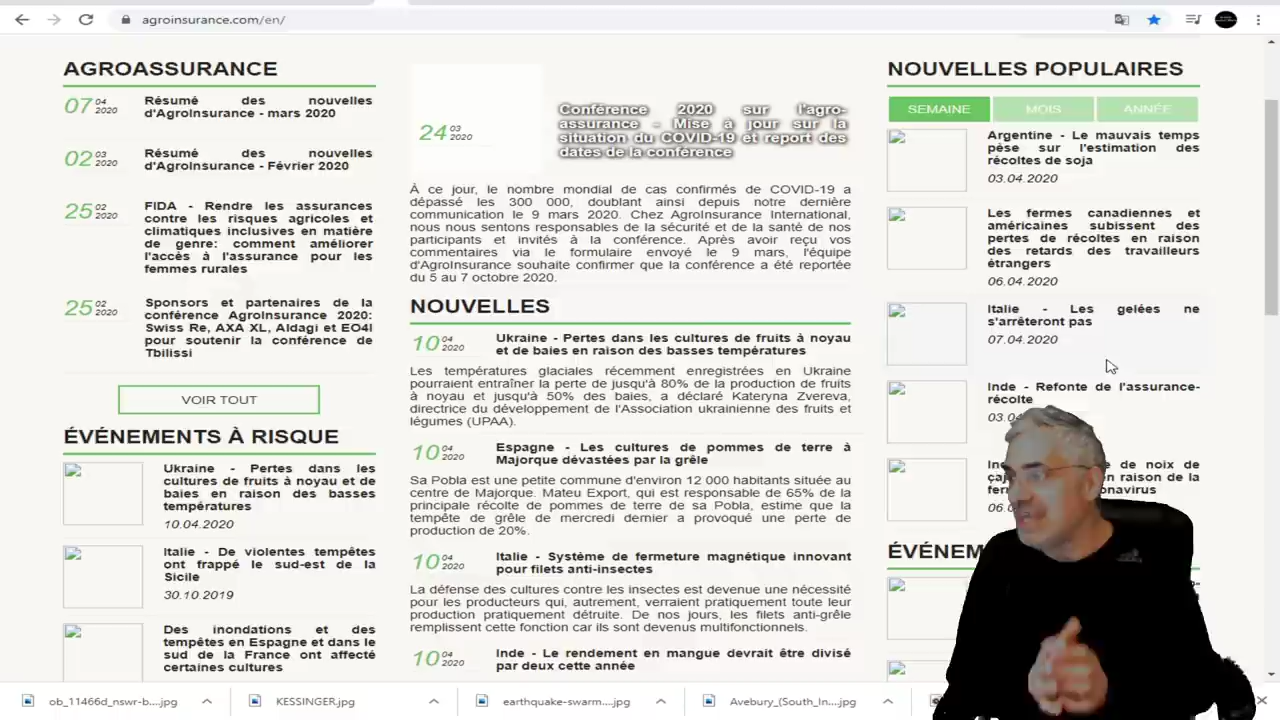 agroinsurance.com/en/
AGROASSURANCE
07 04 2020
Résumé des nouvelles
d'AgroInsurance - mars 2020
02 03 2020
Résumé des nouvelles
d'AgroInsurance - Février 2020
25 02 2020
FIDA - Rendre les assurances
contre les risques agricoles et
climatiques inclusives en matière
de genre: comment améliorer
l'accès à l'assurance pour les
femmes rurales
25 02 2020
Sponsors et partenaires de la
conférence AgroInsurance 2020:
Swiss Re, AXA XL, Aldagi et EO4I
pour soutenir la conférence de
Tbilissi
VOIR TOUT
ÉVÉNEMENTS À RISQUE
Ukraine - Pertes dans les
cultures de fruits à noyau et de
baies en raison des basses
températures
10.04.2020
Italie - De violentes tempêtes
ont frappé le sud-est de la
Sicile
30.10.2019
Des inondations et des
tempêtes en Espagne et dans le
sud de la France ont affecté
certaines cultures
24 03 2020
Conférence 2020 sur l'agro-
assurance - Mise à jour sur la
situation du COVID-19 et report des
dates de la conférence
À ce jour, le nombre mondial de cas confirmés de COVID-19 a
dépassé les 300 000, doublant ainsi depuis notre dernière
communication le 9 mars 2020. Chez AgroInsurance International,
nous nous sentons responsables de la sécurité et de la santé de nos
participants et invités à la conférence. Après avoir reçu vos
commentaires via le formulaire envoyé le 9 mars, l'équipe
d'AgroInsurance souhaite confirmer que la conférence a été reportée
du 5 au 7 octobre 2020.
NOUVELLES
10 04 2020
Ukraine - Pertes dans les cultures de fruits à noyau
et de baies en raison des basses températures
Les températures glaciales récemment enregistrées en Ukraine
pourraient entraîner la perte de jusqu'à 80% de la production de fruits
à noyau et jusqu'à 50% des baies, a déclaré Kateryna Zvereva,
directrice du développement de l'Association ukrainienne des fruits et
légumes (UPAA).
10 04 2020
Espagne - Les cultures de pommes de terre à
Majorque dévastées par la grêle
Sa Pobla est une petite commune d'environ 12 000 habitants située au
centre de Majorque. Mateu Export, qui est responsable de 65% de la
principale récolte de pommes de terre de sa Pobla, estime que la
tempête de grêle de mercredi dernier a provoqué une perte de
production de 20%.
10 04 2020
Italie - Système de fermeture magnétique innovant
pour filets anti-insectes
La défense des cultures contre les insectes est devenue une nécessité
pour les producteurs qui, autrement, verraient pratiquement toute leur
production pratiquement détruite. De nos jours, les filets anti-grêle
remplissent cette fonction car ils sont devenus multifonctionnels.
10 04 2020
Inde - Le rendement en mangue devrait être divisé
par deux cette année
NOUVELLES POPULAIRES
SEMAINE MOIS ANNÉE
Argentine - Le mauvais temps
pèse sur l'estimation des
récoltes de soja
03.04.2020
Les fermes canadiennes et
américaines subissent des
pertes de récoltes en raison
des retards des travailleurs
étrangers
06.04.2020
Italie - Les gelées ne
s'arrêteront pas
07.04.2020
Inde - Refonte de l'assurance-
récolte
03.04
de noix de
en raison de la
06.0
ÉVÉNEM
ob_11466d_nswr-b....jpg
KESSINGER.jpg
earthquake-swarm....jpg
Avebury_(South_In....jpg